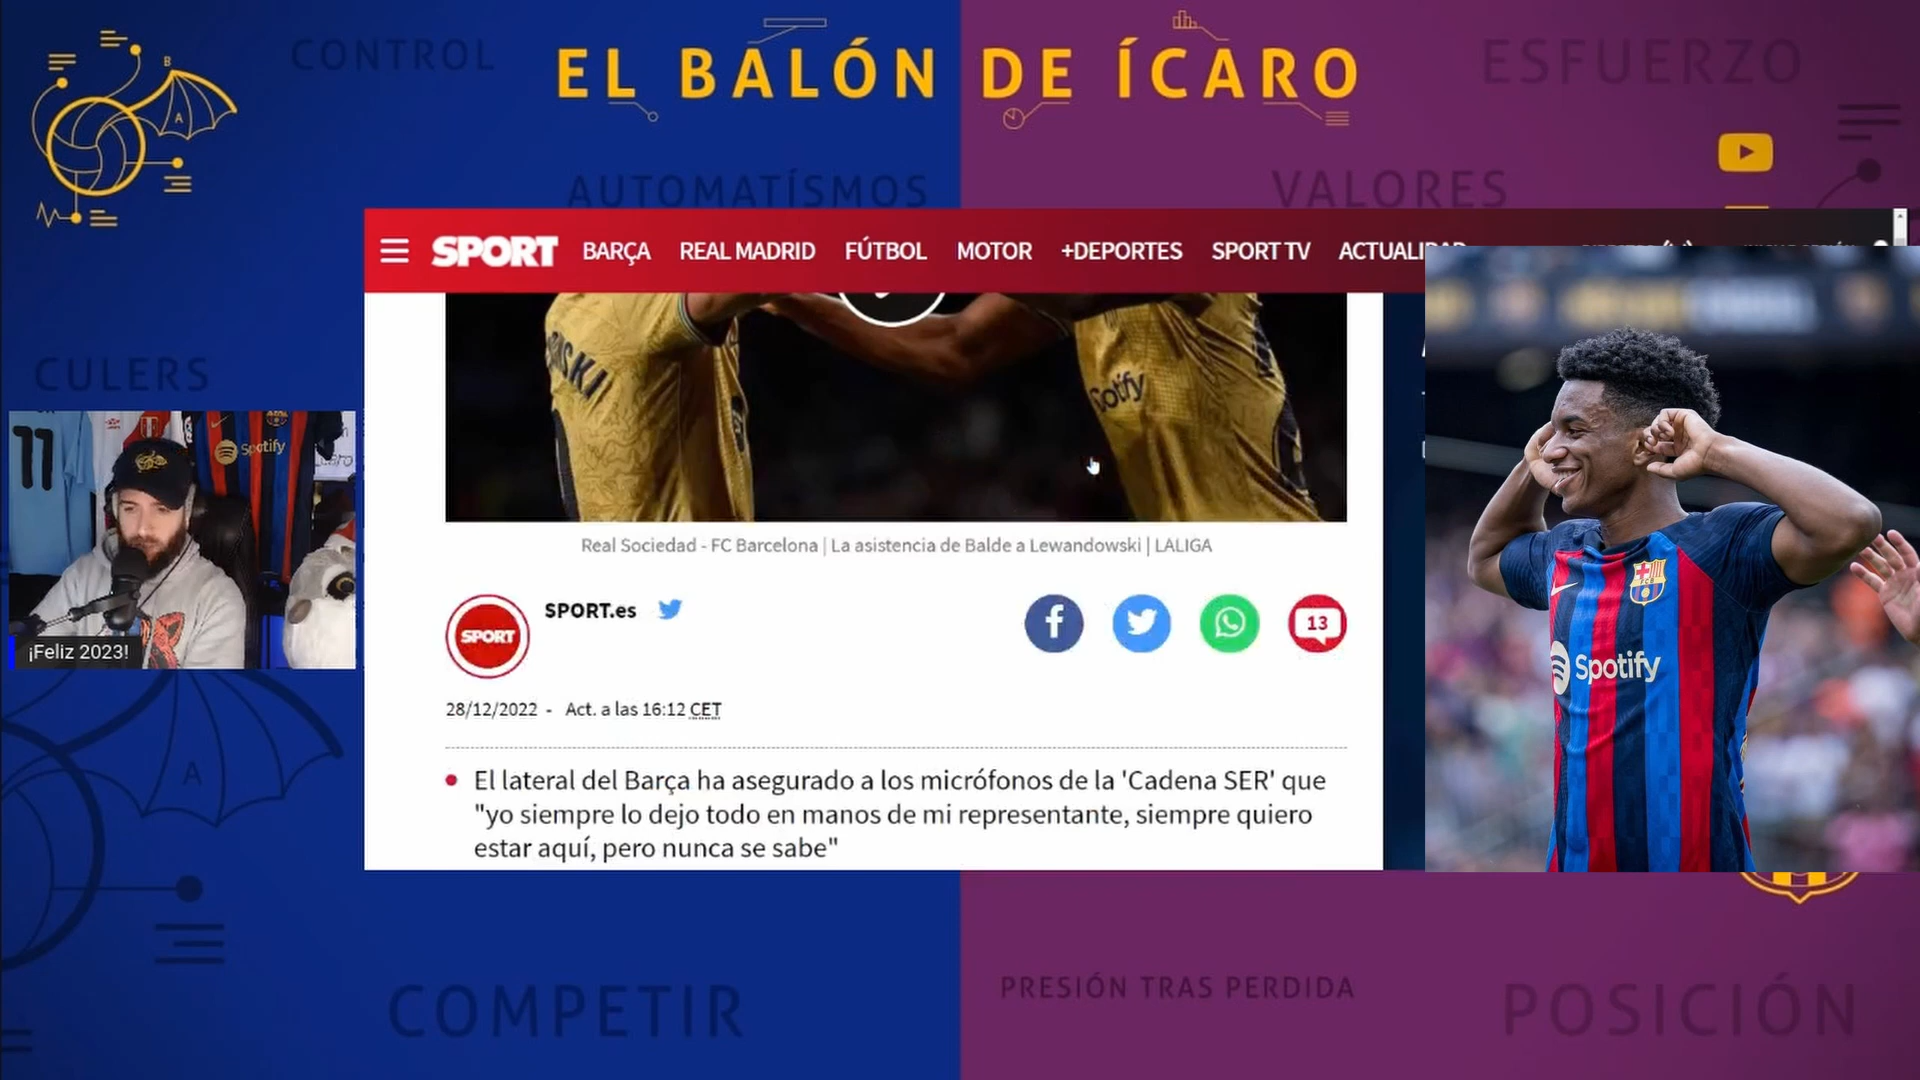 CONTROL
EL BALÓN DE ÍCARO
ESFUERZO
B
A
AUTOMATÍSMOS
VALORES
SPORT BARÇA REAL MADRID FÚTBOL MOTOR +DEPORTES SPORT TV
CULERS
11
Spotify
¡Feliz 2023!
Spotify
Real Sociedad - FC Barcelona | La asistencia de Balde a Lewandowski | LALIGA
SPORT
SPORT.es
13
28/12/2022 - Act. a las 16:12 CET
El lateral del Barça ha asegurado a los micrófonos de la 'Cadena SER' que
"yo siempre lo dejo todo en manos de mi representante, siempre quiero
estar aquí, pero nunca se sabe"
A
COMPETIR
PRESIÓN TRAS PERDIDA
POSICIÓN